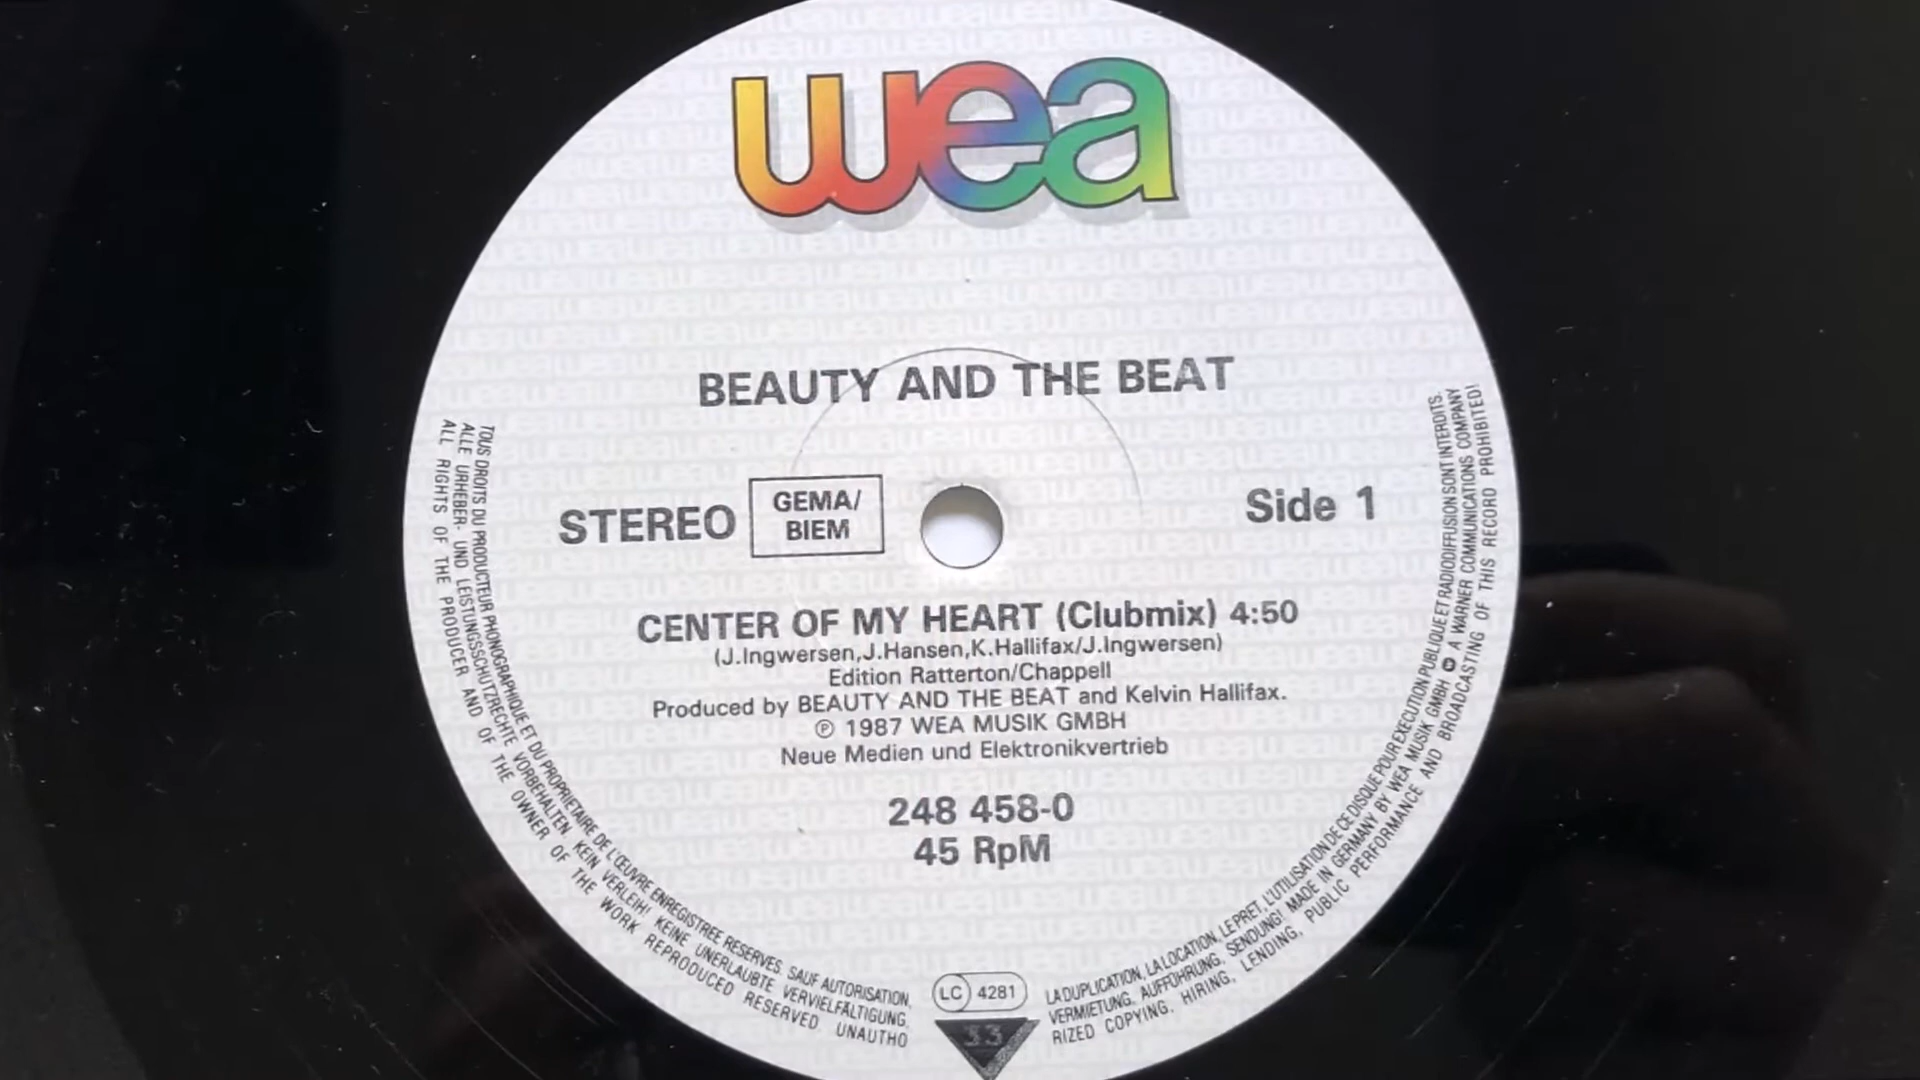 wea
BEAUTY AND THE BEAT
STEREO
GEMA/
BIEM
Side 1
CENTER OF MY HEART (Clubmix) 4:50
(J.Ingwersen,J.Hansen,K.Hallifax/J.Ingwersen)
Edition Ratterton/Chappell
Produced by BEAUTY AND THE BEAT and Kelvin Hallifax.
℗ 1987 WEA MUSIK GMBH
Neue Medien und Elektronikvertrieb
248 458-0
45 RpM
TOUS DROITS DU PRODUCTEUR PHONOGRAPHIQUE ET DU PROPRIETAIRE DE L'ŒUVRE ENREGISTREE RESERVES. SAUF AUTORISATION,
ALLE URHEBER- UND LEISTUNGSSCHUTZRECHTE VORBEHALTEN. KEIN VERLEIH! KEINE UNERLAUBTE VERVIELFÄLTIGUNG,
ALL RIGHTS OF THE PRODUCER AND OF THE OWNER OF THE WORK REPRODUCED RESERVED UNAUTHO
LC 4281
33
LA DUPLICATION, LA LOCATION, LE PRET, L'UTILISATION DE CE DISQUE POUR EXECUTION PUBLIQUE ET RADIODIFFUSION SONT INTERDITS.
VERMIETUNG, AUFFÜHRUNG, SENDUNG! MADE IN GERMANY BY WEA MUSIK GMBH A WARNER COMMUNICATIONS COMPANY
RIZED COPYING, HIRING, LENDING, PUBLIC PERFORMANCE AND BROADCASTING OF THIS RECORD PROHIBITED!